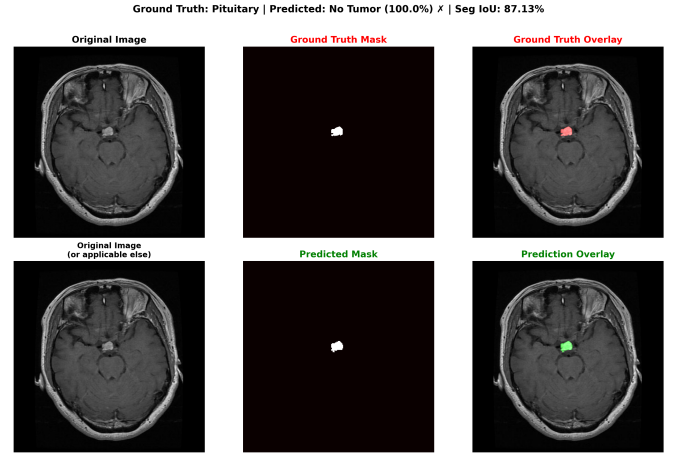 Ground Truth: Pituitary | Predicted: No Tumor (100.0%) ✗ | Seg IoU: 87.13%
Original Image
Ground Truth Mask
Ground Truth Overlay
Original Image
(or applicable else)
Predicted Mask
Prediction Overlay